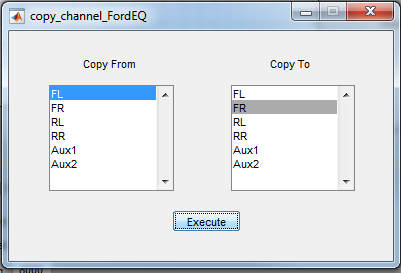 copy_channel_FordEQ
Copy From
Copy To
FL
FR
RL
RR
Aux1
Aux2
FL
FR
RL
RR
Aux1
Aux2
Execute